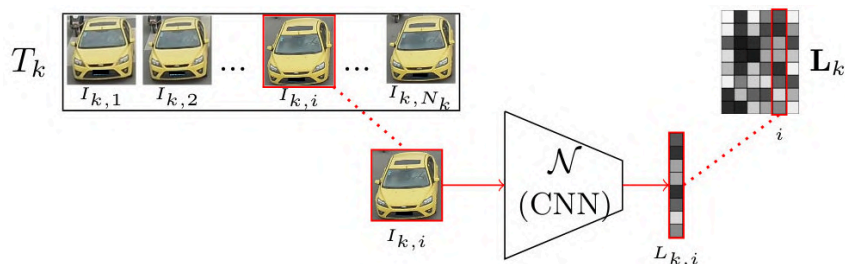 T_k
I_{k,1} I_{k,2} ... I_{k,i} ... I_{k,N_k}
L_k
i
N
(CNN)
I_{k,i}
L_{k,i}